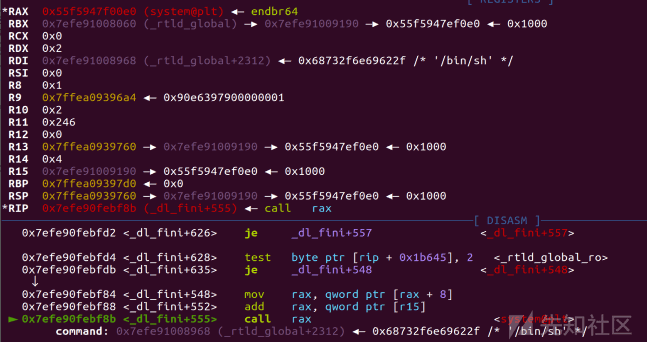 [ REGISTERS ]
*RAX 0x55f5947f00e0 (system@plt) ◂— endbr64
RBX 0x7efe91008060 (_rtld_global) —▸ 0x7efe91009190 —▸ 0x55f5947ef0e0 ◂— 0x1000
RCX 0x0
RDX 0x2
RDI 0x7efe91008968 (_rtld_global+2312) ◂— 0x68732f6e69622f /* '/bin/sh' */
RSI 0x0
R8 0x1
R9 0x7ffea09396a4 ◂— 0x90e6397900000001
R10 0x2
R11 0x246
R12 0x0
R13 0x7ffea0939760 —▸ 0x7efe91009190 —▸ 0x55f5947ef0e0 ◂— 0x1000
R14 0x4
R15 0x7efe91009190 —▸ 0x55f5947ef0e0 ◂— 0x1000
RBP 0x7ffea09397d0 ◂— 0x0
RSP 0x7ffea0939760 —▸ 0x7efe91009190 —▸ 0x55f5947ef0e0 ◂— 0x1000
*RIP 0x7efe90febf8b (_dl_fini+555) ◂— call rax
[ DISASM ]
0x7efe90febfd2 <_dl_fini+626> je _dl_fini+557 <_dl_fini+557>
0x7efe90febfd4 <_dl_fini+628> test byte ptr [rip + 0x1b645], 2 <_rtld_global_ro>
0x7efe90febfdb <_dl_fini+635> je _dl_fini+548 <_dl_fini+548>
↓
0x7efe90febf84 <_dl_fini+548> mov rax, qword ptr [rax + 8]
0x7efe90febf88 <_dl_fini+552> add rax, qword ptr [r15]
► 0x7efe90febf8b <_dl_fini+555> call rax
command: 0x7efe91008968 (_rtld_global+2312) ◂— 0x68732f6e69622f /* '/bin/sh' */
先知社区